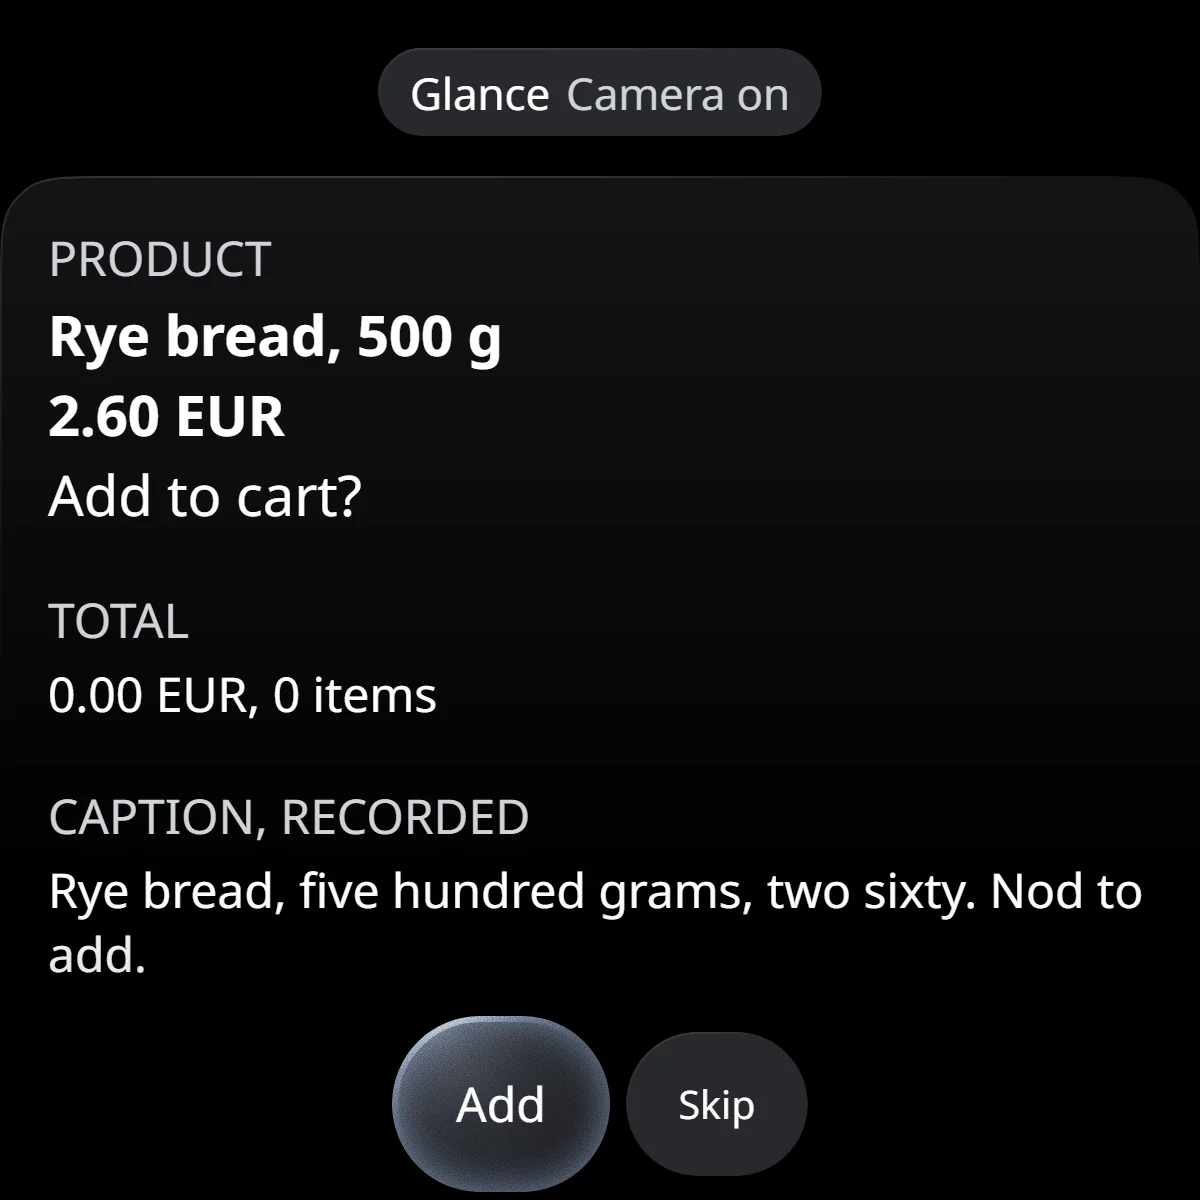 Glance Camera on
PRODUCT
Rye bread, 500 g
2.60 EUR
Add to cart?
TOTAL
0.00 EUR, 0 items
CAPTION, RECORDED
Rye bread, five hundred grams, two sixty. Nod to
add.
Add Skip